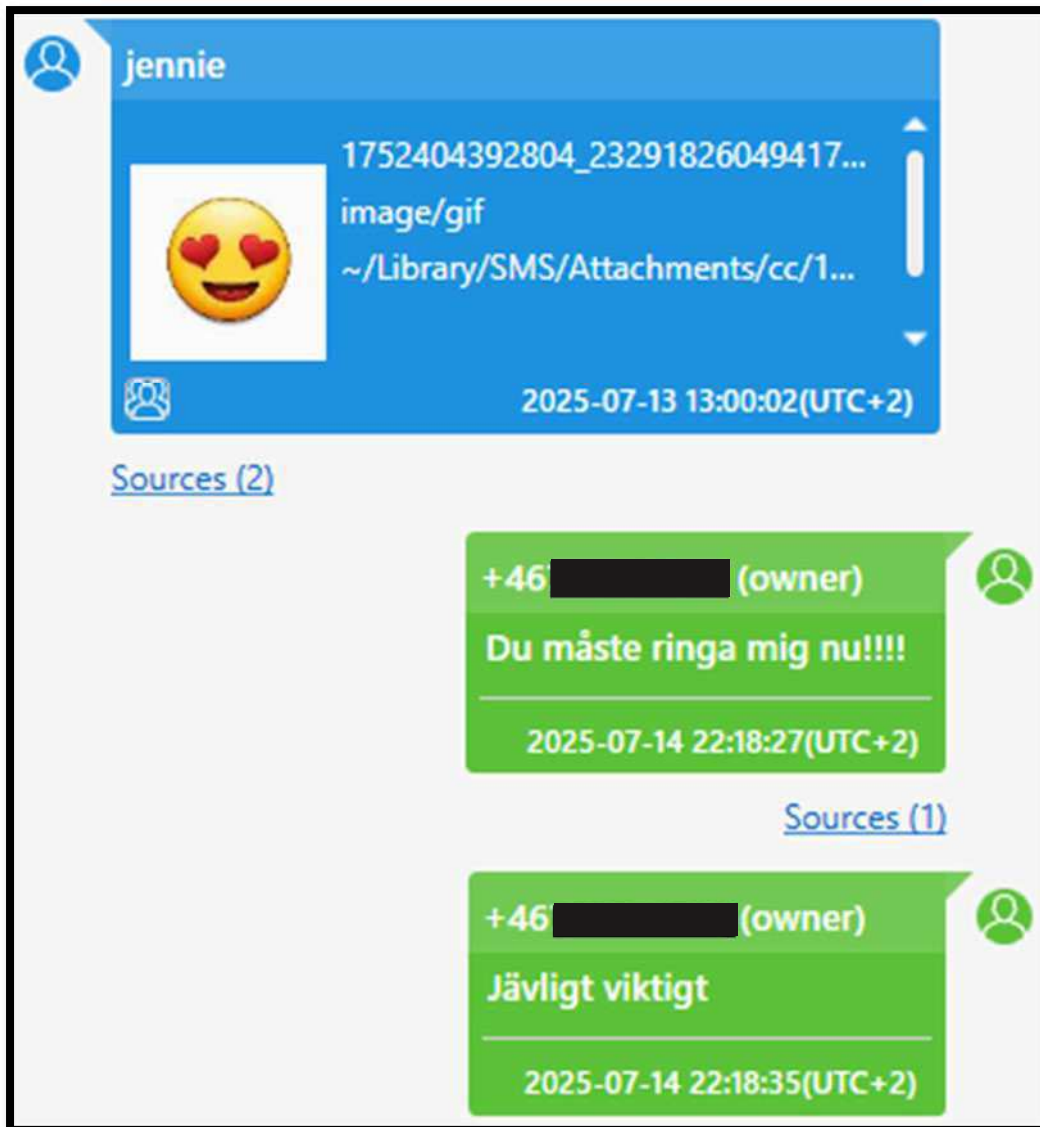 jennie
1752404392804_23291826049417...
image/gif
~/Library/SMS/Attachments/cc/1...
2025-07-13 13:00:02(UTC+2)
Sources (2)
+46 (owner)
Du måste ringa mig nu!!!!
2025-07-14 22:18:27(UTC+2)
Sources (1)
+46 (owner)
Jävligt viktigt
2025-07-14 22:18:35(UTC+2)